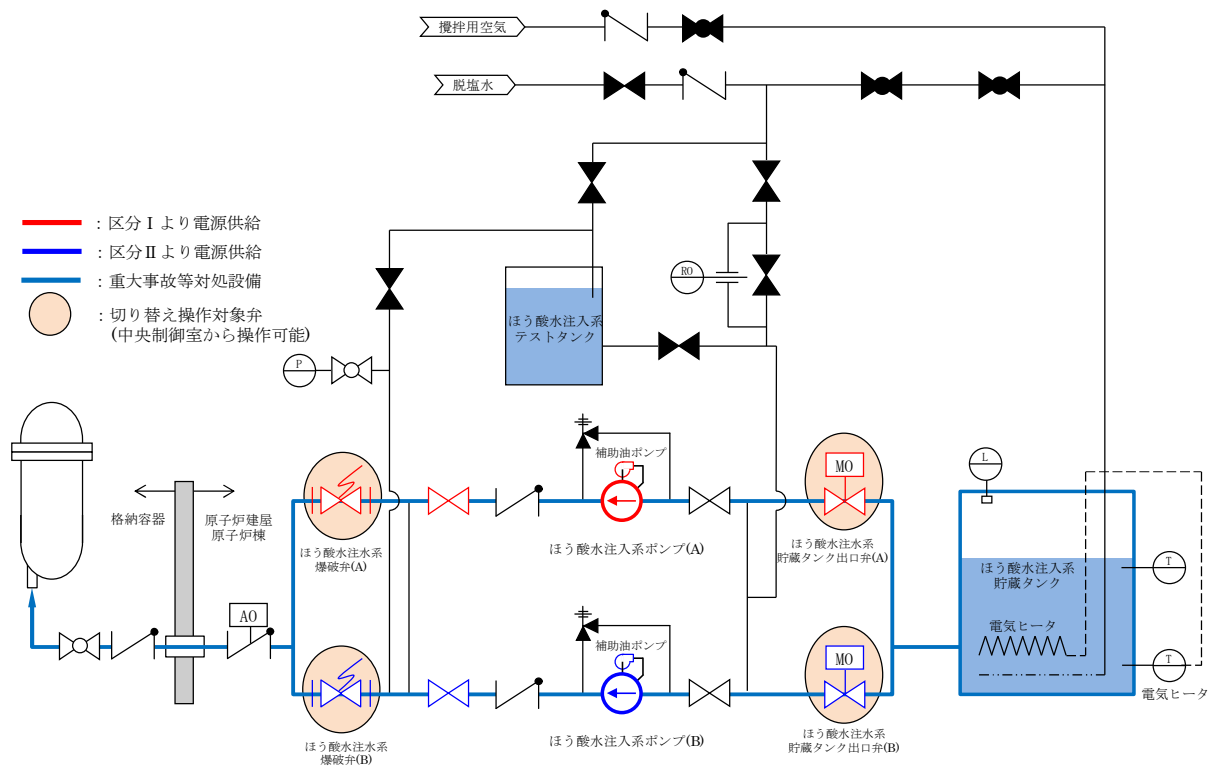 攪拌用空気
脱塩水
：区分Ⅰより電源供給
：区分Ⅱより電源供給
：重大事故等対処設備
：切り替え操作対象弁
(中央制御室から操作可能)
RO
ほう酸水注入系
テストタンク
P
補助油ポンプ
MO
L
格納容器
原子炉建屋
原子炉棟
ほう酸水注水系
爆破弁(A)
ほう酸水注入系ポンプ(A)
ほう酸水注水系
貯蔵タンク出口弁(A)
ほう酸水注入系
貯蔵タンク
T
電気ヒータ
AO
補助油ポンプ
MO
T
電気ヒータ
ほう酸水注水系
爆破弁(B)
ほう酸水注入系ポンプ(B)
ほう酸水注水系
貯蔵タンク出口弁(B)